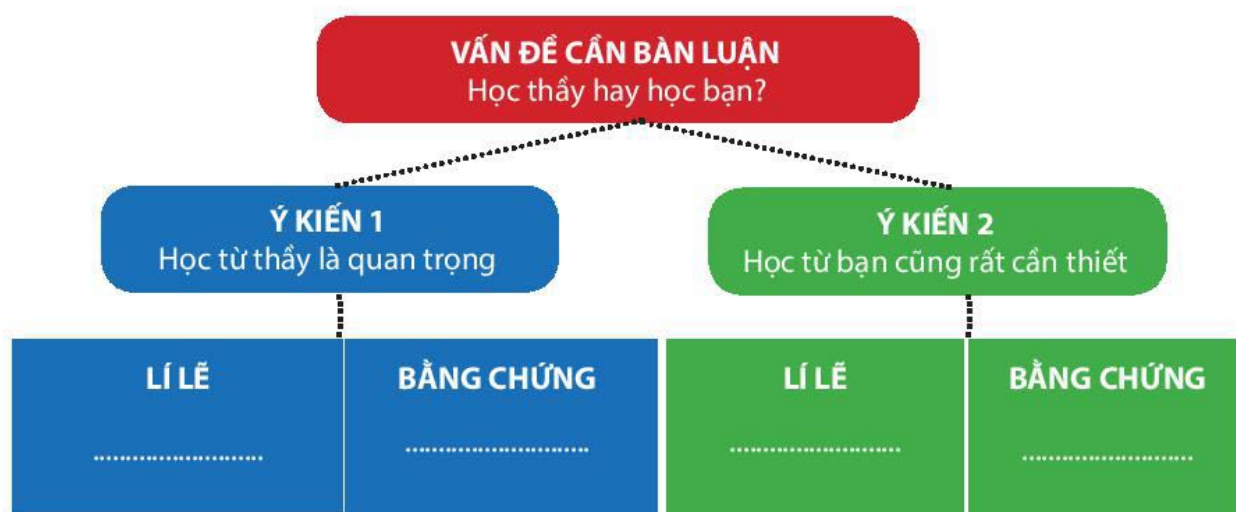 VẤN ĐỀ CẦN BÀN LUẬN
Học thầy hay học bạn?
Ý KIẾN 1
Học từ thầy là quan trọng
Ý KIẾN 2
Học từ bạn cũng rất cần thiết
LÍ LẼ
..........................
BẰNG CHỨNG
............................
LÍ LẼ
..........................
BẰNG CHỨNG
..........................